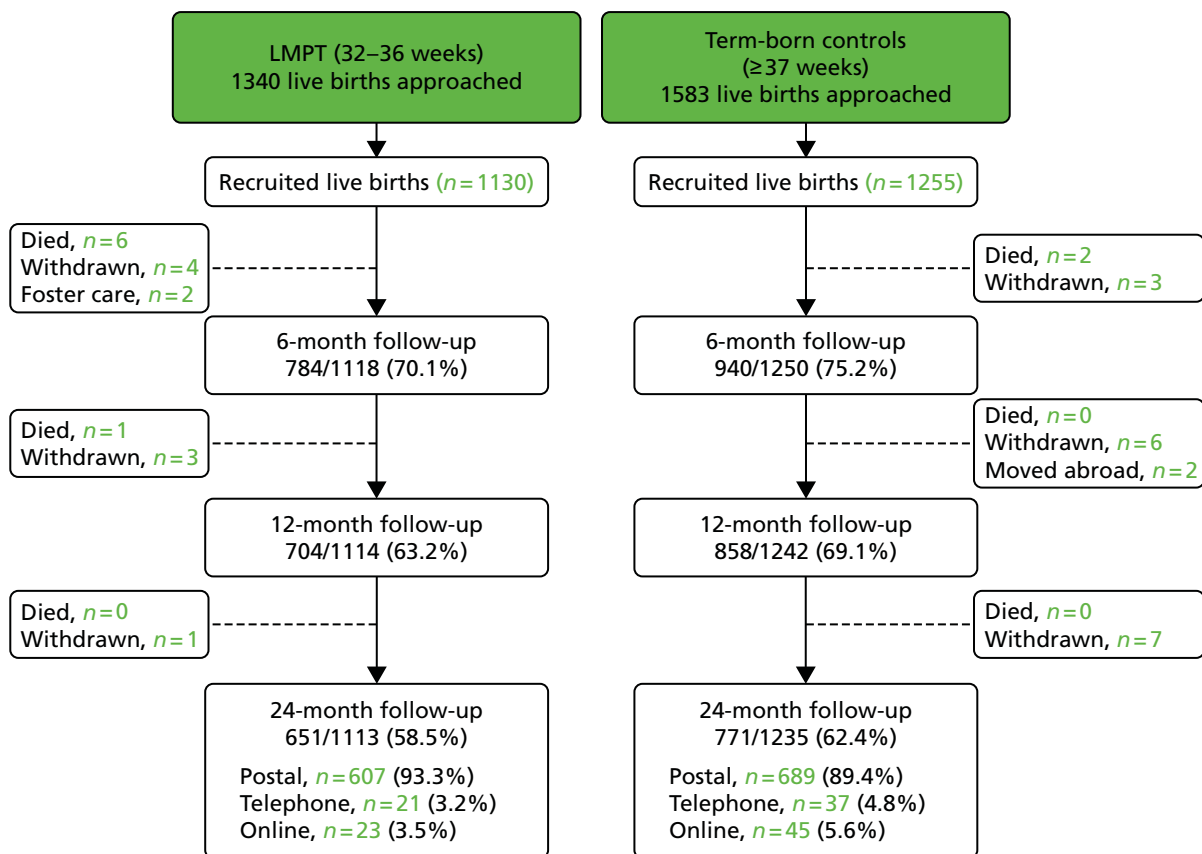 LMPT (32–36 weeks)
1340 live births approached
Term-born controls
(≥37 weeks)
1583 live births approached
Recruited live births (n=1130)
Recruited live births (n=1255)
Died, n=6
Withdrawn, n=4
Foster care, n=2
Died, n=2
Withdrawn, n=3
6-month follow-up
784/1118 (70.1%)
6-month follow-up
940/1250 (75.2%)
Died, n=1
Withdrawn, n=3
Died, n=0
Withdrawn, n=6
Moved abroad, n=2
12-month follow-up
704/1114 (63.2%)
12-month follow-up
858/1242 (69.1%)
Died, n=0
Withdrawn, n=1
Died, n=0
Withdrawn, n=7
24-month follow-up
651/1113 (58.5%)
Postal, n=607 (93.3%)
Telephone, n=21 (3.2%)
Online, n=23 (3.5%)
24-month follow-up
771/1235 (62.4%)
Postal, n=689 (89.4%)
Telephone, n=37 (4.8%)
Online, n=45 (5.6%)